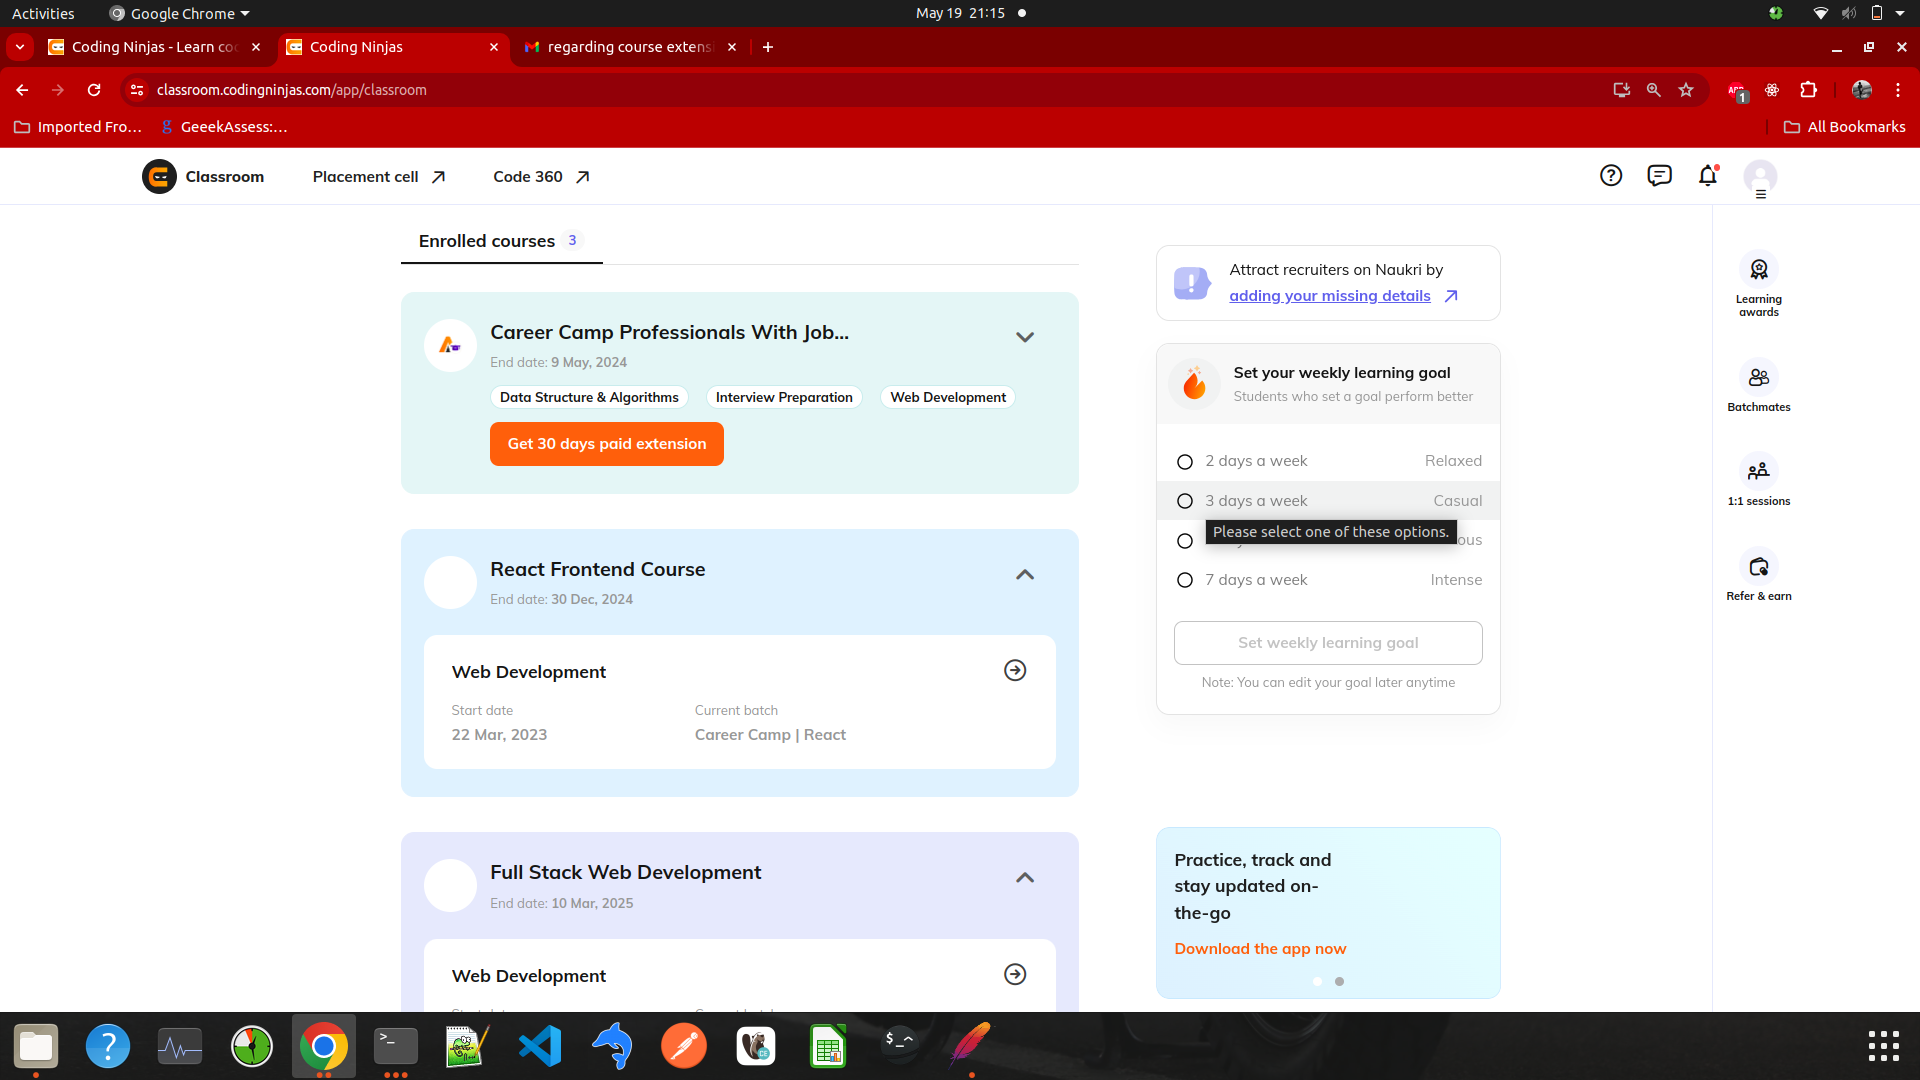 Activities
Google Chrome
May 19 21:15
Coding Ninjas - Learn co
Coding Ninjas
regarding course extens
classroom.codingninjas.com/app/classroom
1
Imported Fro...
GeeekAssess:...
All Bookmarks
Classroom
Placement cell
Code 360
Enrolled courses 3
Career Camp Professionals With Job...
End date: 9 May, 2024
Data Structure & Algorithms
Interview Preparation
Web Development
Get 30 days paid extension
React Frontend Course
End date: 30 Dec, 2024
Web Development
Start date
Current batch
22 Mar, 2023
Career Camp | React
Full Stack Web Development
End date: 10 Mar, 2025
Web Development
Attract recruiters on Naukri by
adding your missing details
Set your weekly learning goal
Students who set a goal perform better
2 days a week
Relaxed
3 days a week
Casual
Please select one of these options.
7 days a week
Intense
Set weekly learning goal
Note: You can edit your goal later anytime
Practice, track and
stay updated on-
the-go
Download the app now
Learning
awards
Batchmates
1:1 sessions
Refer & earn